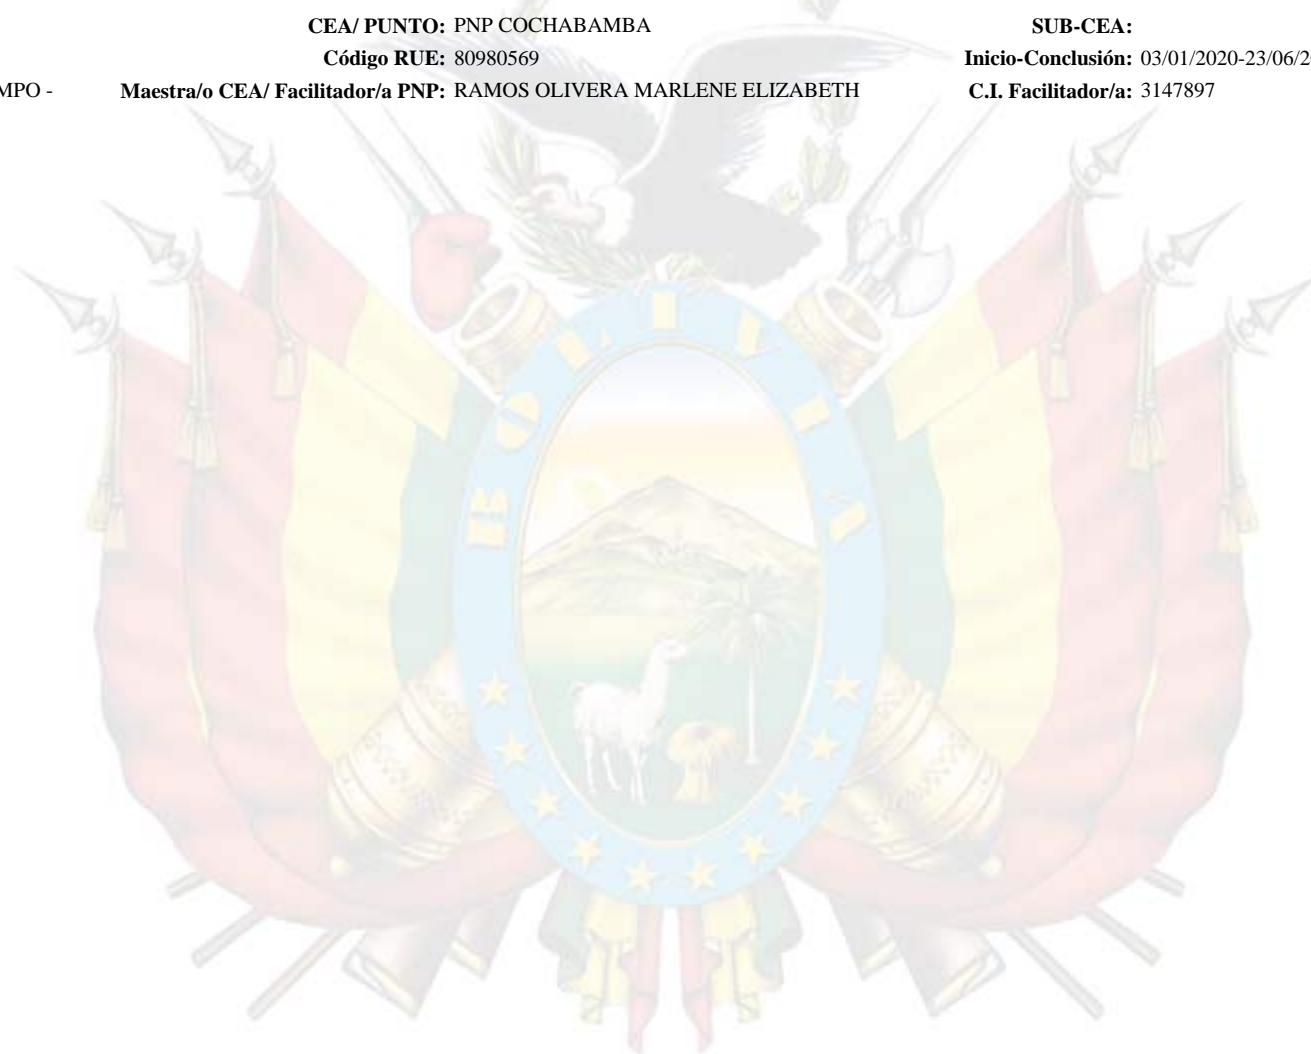 CEA/ PUNTO: PNP COCHABAMBA SUB-CEA:
Código RUE: 80980569 Inicio-Conclusión: 03/01/2020-23/06/2
MPO - Maestra/o CEA/ Facilitador/a PNP: RAMOS OLIVERA MARLENE ELIZABETH C.I. Facilitador/a: 3147897
BOLIVIA